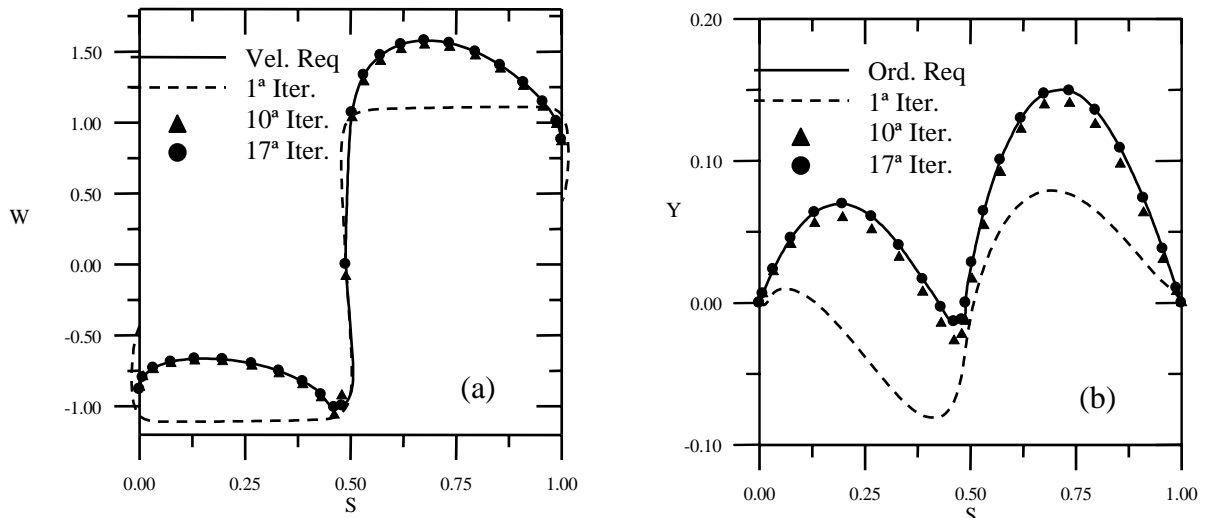 1.50
1.00
1.50
0.00
-0.50
-1.00
W
Vel. Req
1ª Iter.
10ª Iter.
17ª Iter.
(a)
0.00
0.25
0.50
0.75
1.00
S
0.20
0.10
0.00
-0.10
Y
Ord. Req
1ª Iter.
10ª Iter.
17ª Iter.
(b)
0.00
0.25
0.50
0.75
1.00
S